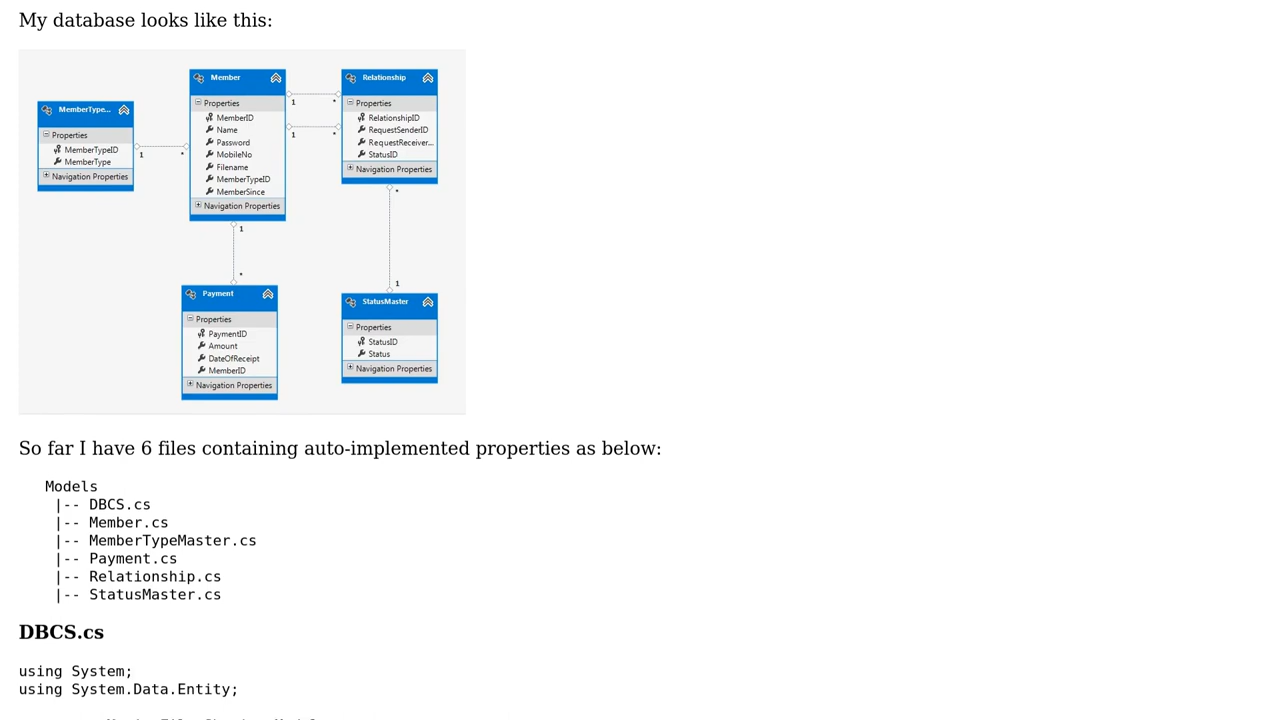 My database looks like this:
MemberType...
Properties
MemberTypeID
MemberType
Navigation Properties
1
*
Member
Properties
MemberID
Name
Password
MobileNo
Filename
MemberTypeID
MemberSince
Navigation Properties
1
*
1
*
Relationship
Properties
RelationshipID
RequestSenderID
RequestReceiver...
StatusID
Navigation Properties
1
*
*
1
Payment
Properties
PaymentID
Amount
DateOfReceipt
MemberID
Navigation Properties
StatusMaster
Properties
StatusID
Status
Navigation Properties
So far I have 6 files containing auto-implemented properties as below:
Models
|-- DBCS.cs
|-- Member.cs
|-- MemberTypeMaster.cs
|-- Payment.cs
|-- Relationship.cs
|-- StatusMaster.cs
DBCS.cs
using System;
using System.Data.Entity;